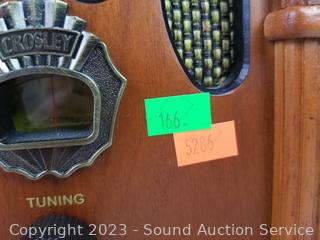 CROSLEY
166.
5286
TUNING
Copyright 2023 - Sound Auction Service